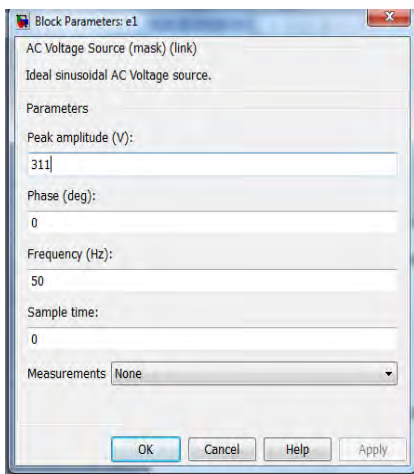 Block Parameters: e1
AC Voltage Source (mask) (link)
Ideal sinusoidal AC Voltage source.
Parameters
Peak amplitude (V):
311
Phase (deg):
0
Frequency (Hz):
50
Sample time:
0
Measurements None
OK Cancel Help Apply